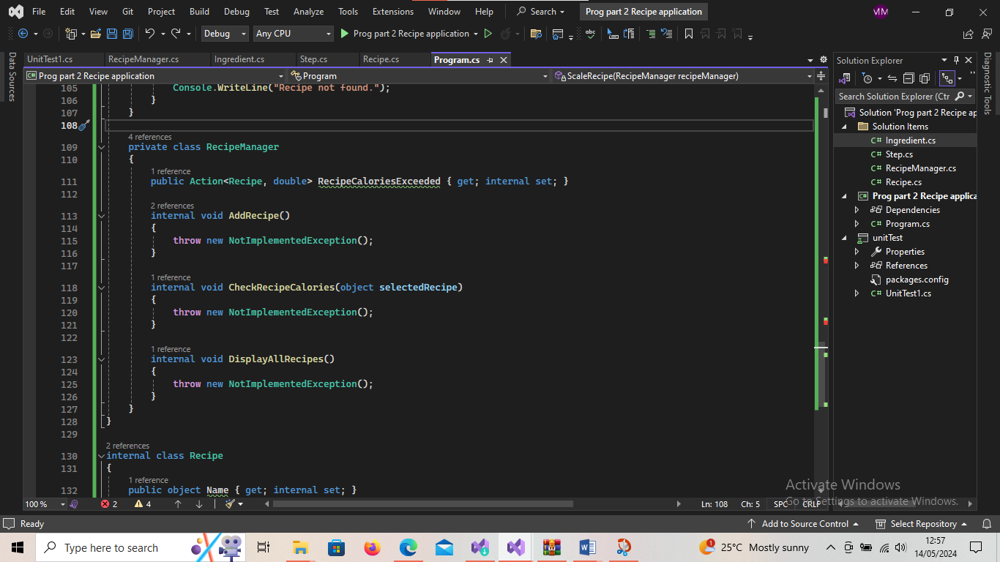 File Edit View Git Project Build Debug Test Analyze Tools Extensions Window Help Search Prog part 2 Recipe application MM
Debug Any CPU Prog part 2 Recipe application
UnitTest1.cs RecipeManager.cs Ingredient.cs Step.cs Recipe.cs Program.cs
Data Sources
Prog part 2 Recipe application Program ScaleRecipe(RecipeManager recipeManager)
105 Console.WriteLine("Recipe not found.");
106 }
107 }
108
4 references
109 private class RecipeManager
110 {
1 reference
111 public Action<Recipe, double> RecipeCaloriesExceeded { get; internal set; }
112
2 references
113 internal void AddRecipe()
114 {
115 throw new NotImplementedException();
116 }
117
1 reference
118 internal void CheckRecipeCalories(object selectedRecipe)
119 {
120 throw new NotImplementedException();
121 }
122
1 reference
123 internal void DisplayAllRecipes()
124 {
125 throw new NotImplementedException();
126 }
127 }
128 }
129
2 references
130 internal class Recipe
131 {
1 reference
132 public object Name { get; internal set; }
100 % 2 4 Ln: 108 Ch: 5 SPC CRLF
Solution Explorer
Search Solution Explorer (Ctr
Solution 'Prog part 2 Recipe ap
Solution Items
C# Ingredient.cs
C# Step.cs
C# RecipeManager.cs
C# Recipe.cs
C# Prog part 2 Recipe applica
Dependencies
C# Program.cs
unitTest
Properties
References
packages.config
C# UnitTest1.cs
Diagnostic Tools
Activate Windows
Go to Settings to activate Windows.
Ready Add to Source Control Select Repository
Type here to search 1 25°C Mostly sunny 12:57
14/05/2024